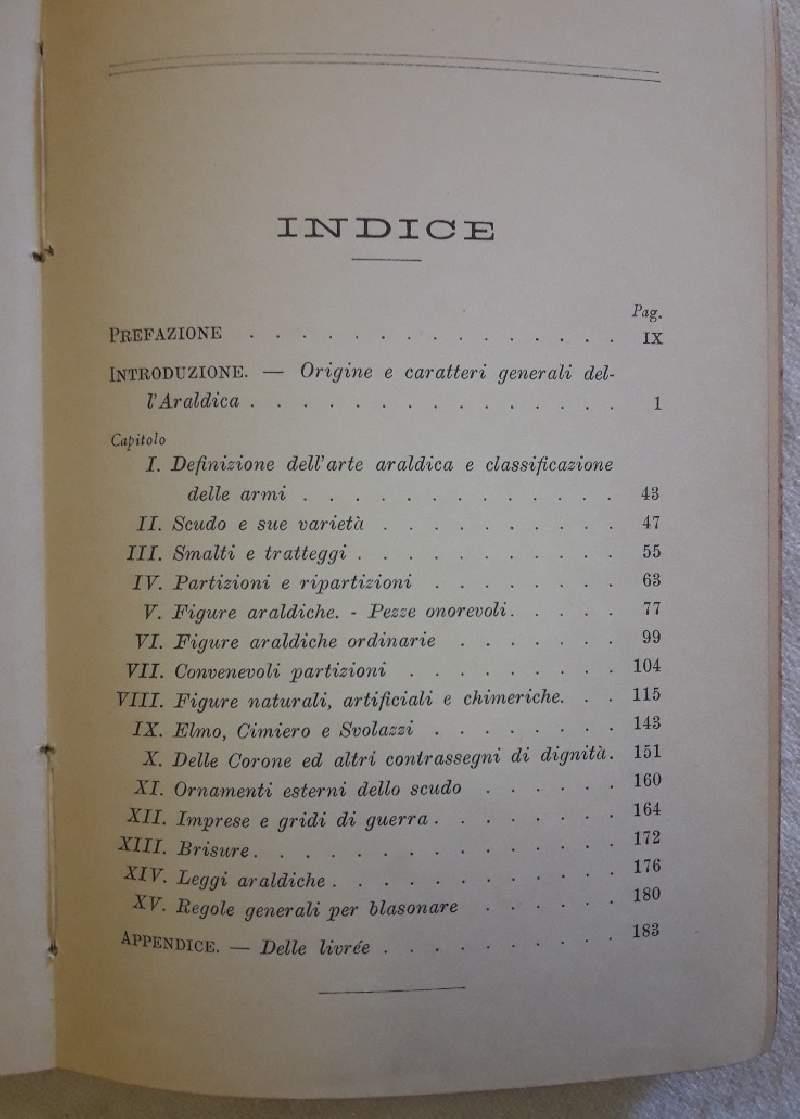 INDICE
Pag.
PREFAZIONE . . . . . . . . . . . . . . . IX
INTRODUZIONE. — Origine e caratteri generali del-
l'Araldica . . . . . . . . . . . . . . . 1
Capitolo
I. Definizione dell'arte araldica e classificazione
delle armi . . . . . . . . . . . . . 43
II. Scudo e sue varietà . . . . . . . . . . 47
III. Smalti e tratteggi . . . . . . . . . . . 55
IV. Partizioni e ripartizioni . . . . . . . . 63
V. Figure araldiche. - Pezze onorevoli . . . . . 77
VI. Figure araldiche ordinarie . . . . . . . 99
VII. Convenevoli partizioni . . . . . . . . . 104
VIII. Figure naturali, artificiali e chimeriche. . . 115
IX. Elmo, Cimiero e Svolazzi . . . . . . . . 143
X. Delle Corone ed altri contrassegni di dignità. 151
XI. Ornamenti esterni dello scudo . . . . . . 160
XII. Imprese e gridi di guerra . . . . . . . . 164
XIII. Brisure . . . . . . . . . . . . . . . 172
XIV. Leggi araldiche . . . . . . . . . . . . 176
XV. Regole generali per blasonare . . . . . . 180
APPENDICE. — Delle livrée . . . . . . . . . . 183